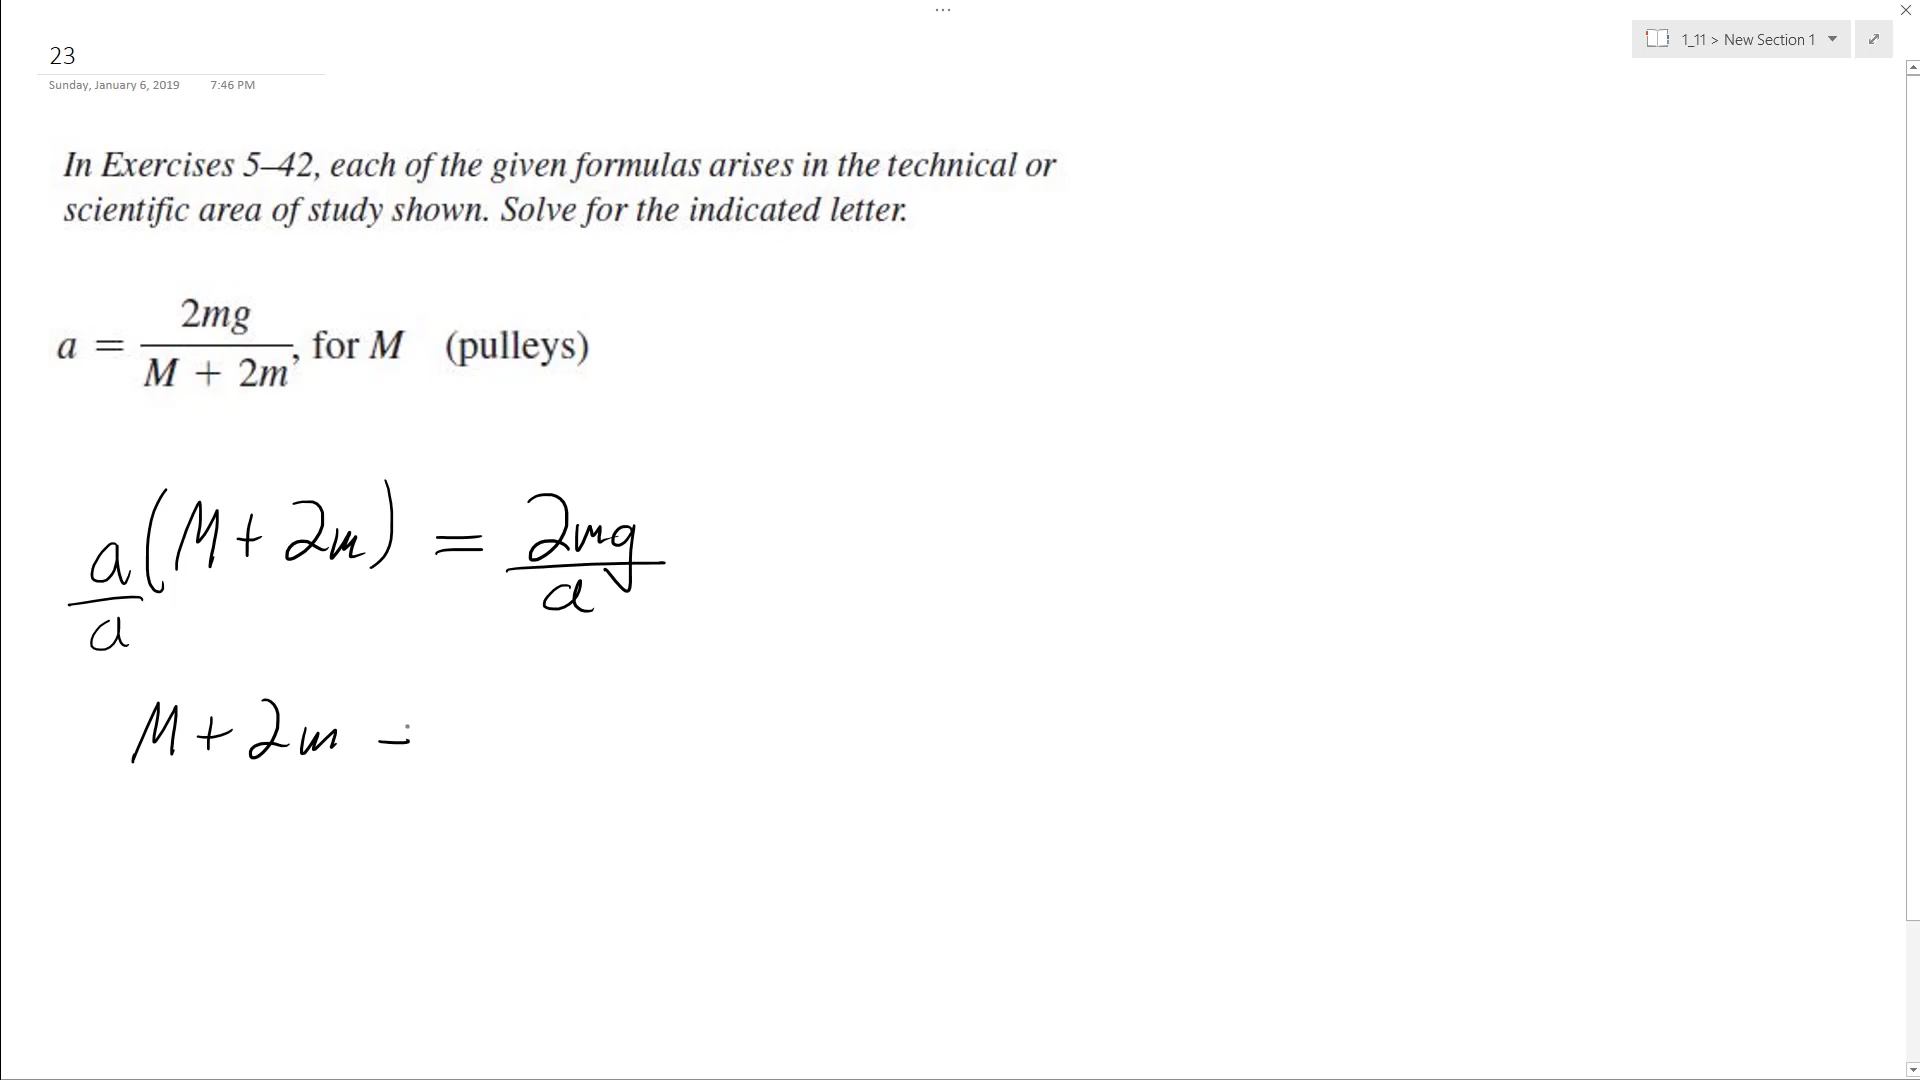 ...
1_11 > New Section 1
23
Sunday, January 6, 2019 7:46 PM
In Exercises 5–42, each of the given formulas arises in the technical or
scientific area of study shown. Solve for the indicated letter.
a = 2mg / (M + 2m), for M (pulleys)
a(M + 2m) / a = 2mg / a
M + 2m =